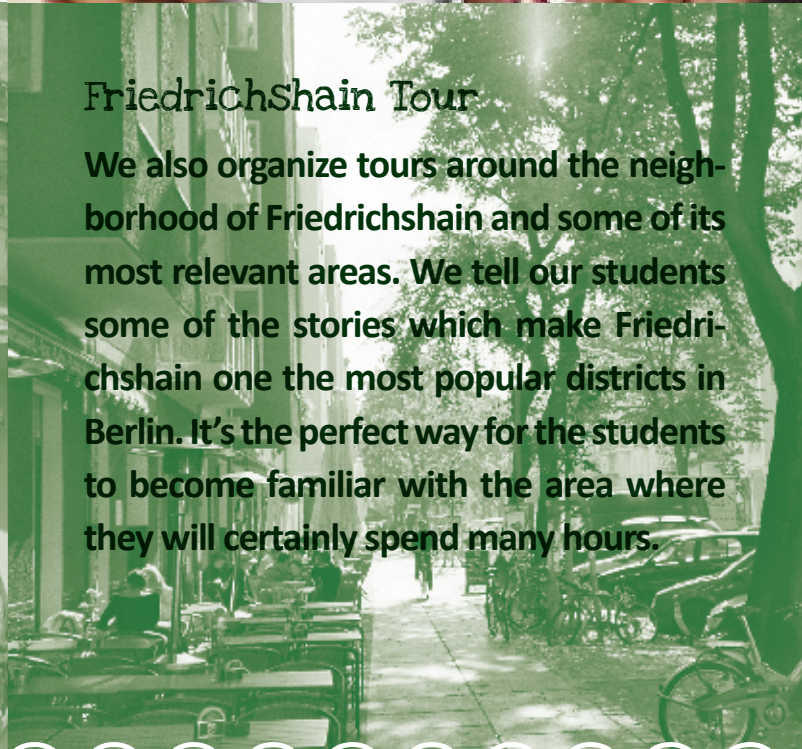 Friedrichshain Tour
We also organize tours around the neigh-
borhood of Friedrichshain and some of its
most relevant areas. We tell our students
some of the stories which make Friedri-
chshain one the most popular districts in
Berlin. It's the perfect way for the students
to become familiar with the area where
they will certainly spend many hours.